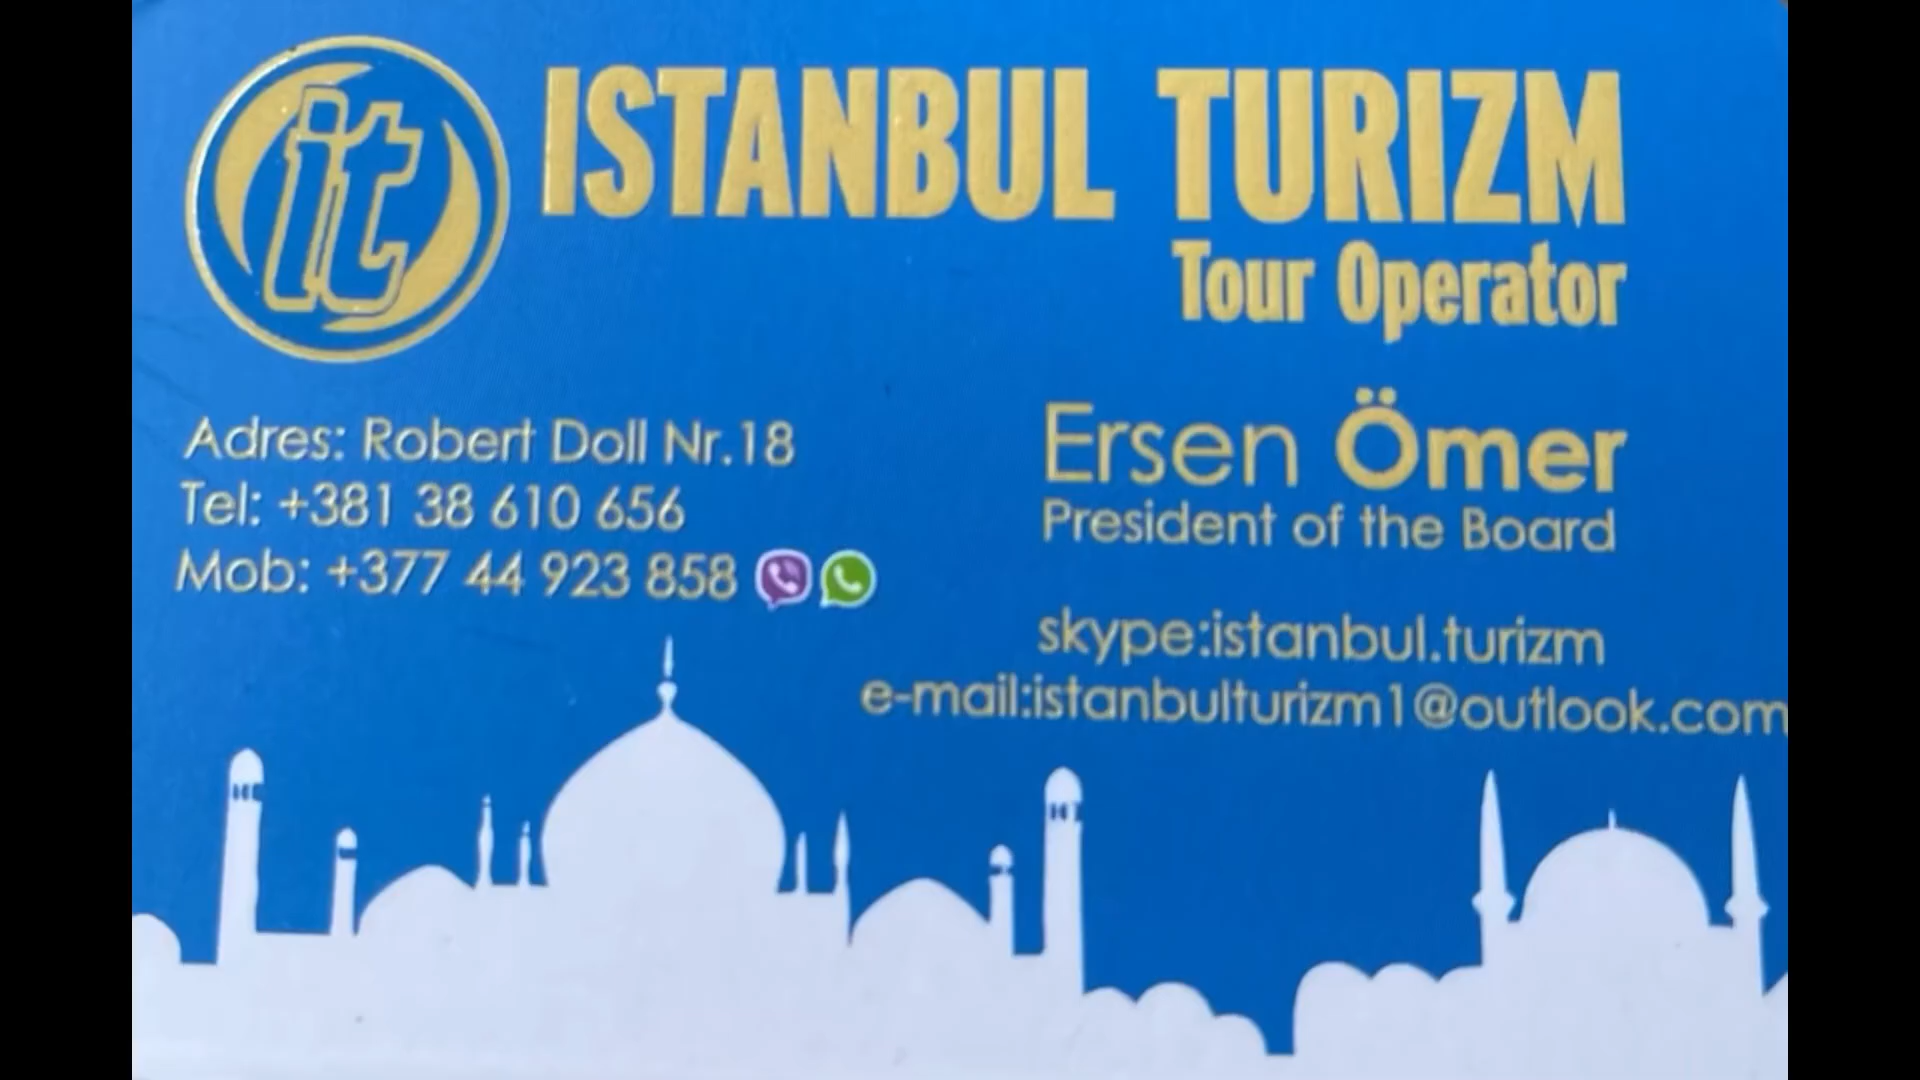 it
ISTANBUL TURIZM
Tour Operator
Adres: Robert Doll Nr.18
Tel: +381 38 610 656
Mob: +377 44 923 858
Ersen Ömer
President of the Board
skype:istanbul.turizm
e-mail:istanbulturizm1@outlook.com